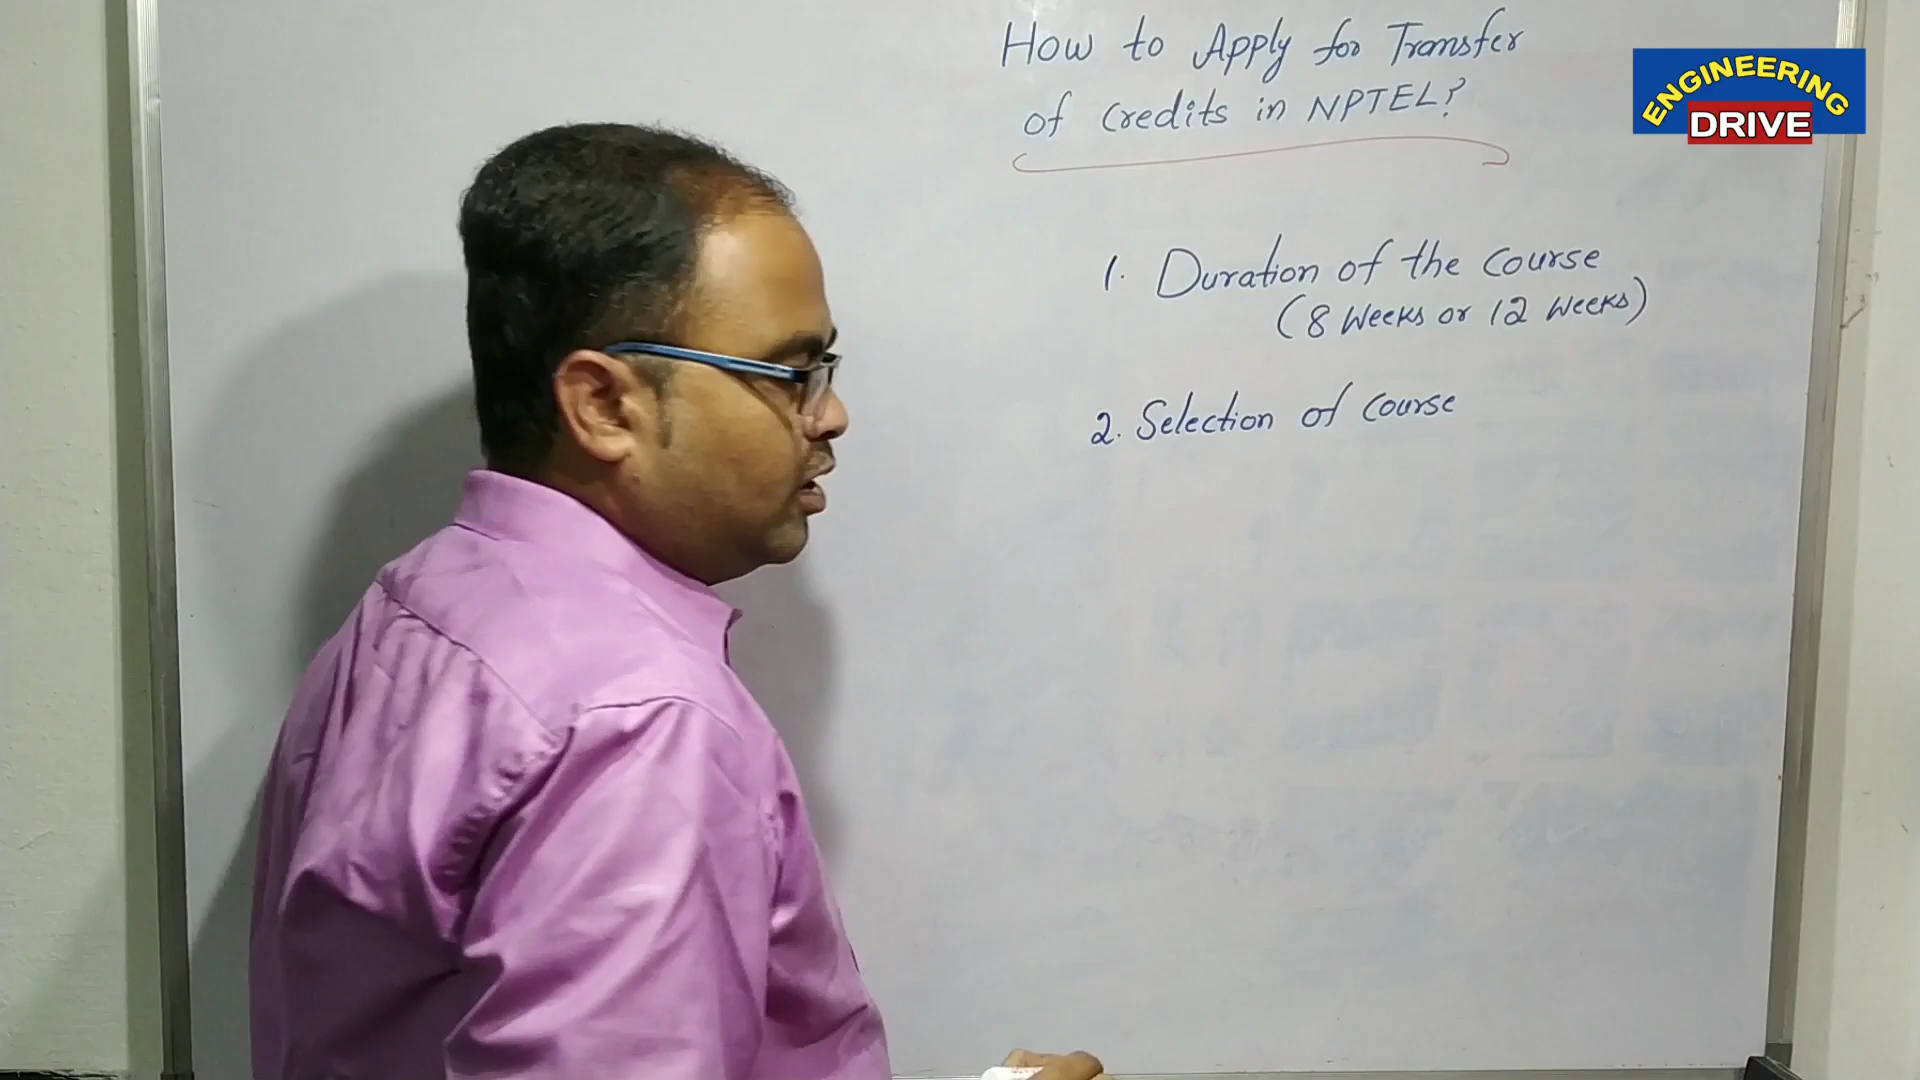 How to Apply for Transfer
of Credits in NPTEL?
ENGINEERING
DRIVE
1. Duration of the Course
(8 Weeks or 12 Weeks)
2. Selection of Course